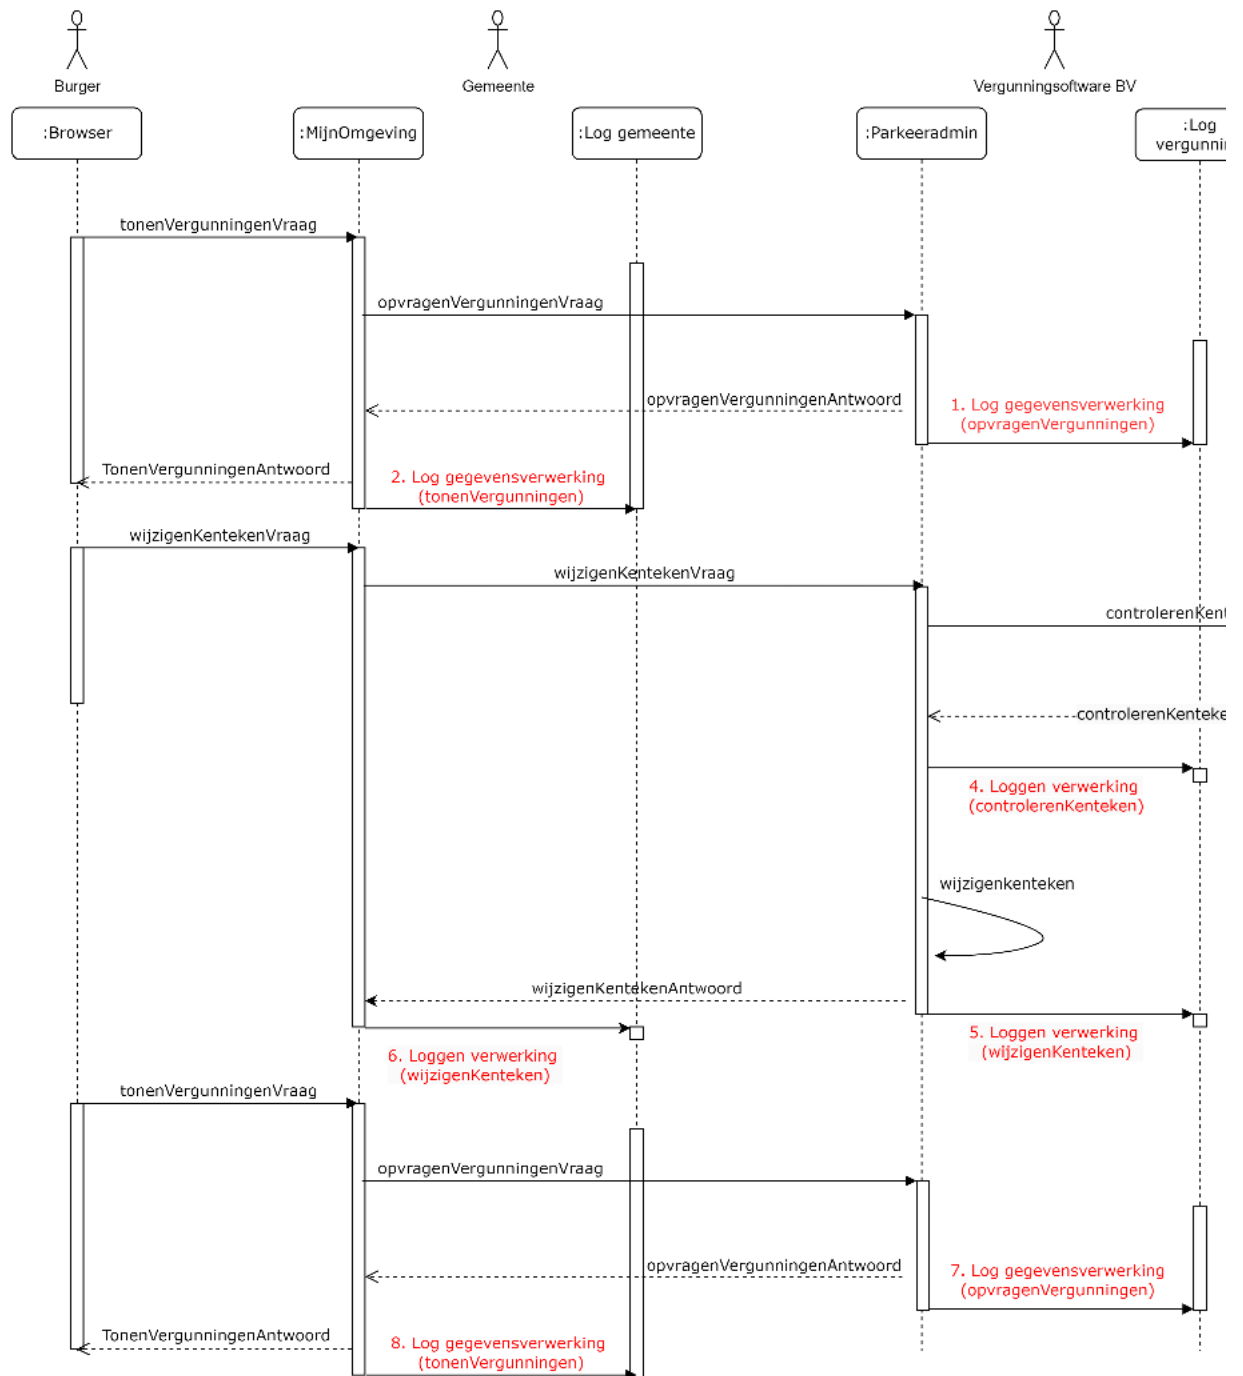 Burger
Gemeente
Vergunningsoftware BV
:Browser
:MijnOmgeving
:Log gemeente
:Parkeeradmin
:Log
tonenVergunningenVraag
opvragenVergunningenVraag
opvragenVergunningenAntwoord
1. Log gegevensverwerking
(opvragenVergunningen)
TonenVergunningenAntwoord
2. Log gegevensverwerking
(tonenVergunningen)
wijzigenKentekenVraag
wijzigenKentekenVraag
4. Loggen verwerking
(controlerenKenteken)
wijzigenkenteken
wijzigenKentekenAntwoord
5. Loggen verwerking
(wijzigenKenteken)
6. Loggen verwerking
(wijzigenKenteken)
tonenVergunningenVraag
opvragenVergunningenVraag
opvragenVergunningenAntwoord
7. Log gegevensverwerking
(opvragenVergunningen)
TonenVergunningenAntwoord
8. Log gegevensverwerking
(tonenVergunningen)